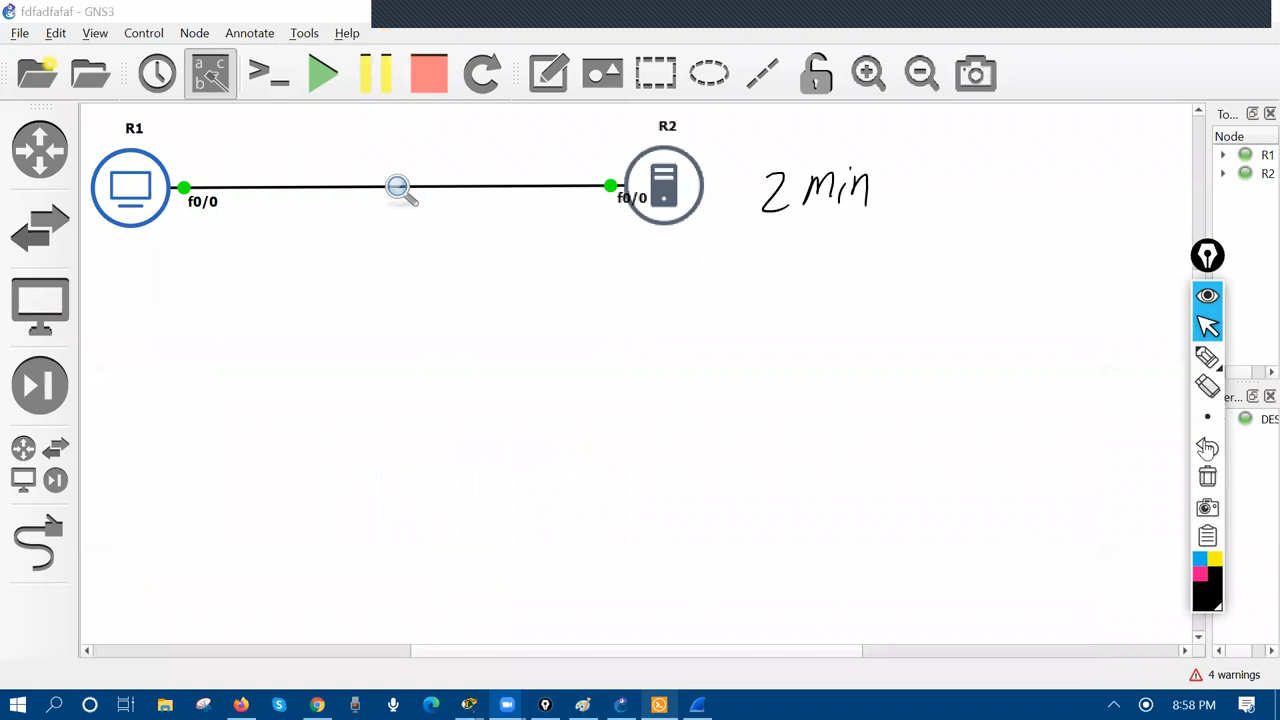 fdfadfafaf - GNS3
File Edit View Control Node Annotate Tools Help
R1
R2
f0/0
f0/0
2 min
To...
Node
R1
R2
er...
DES
4 warnings
8:58 PM